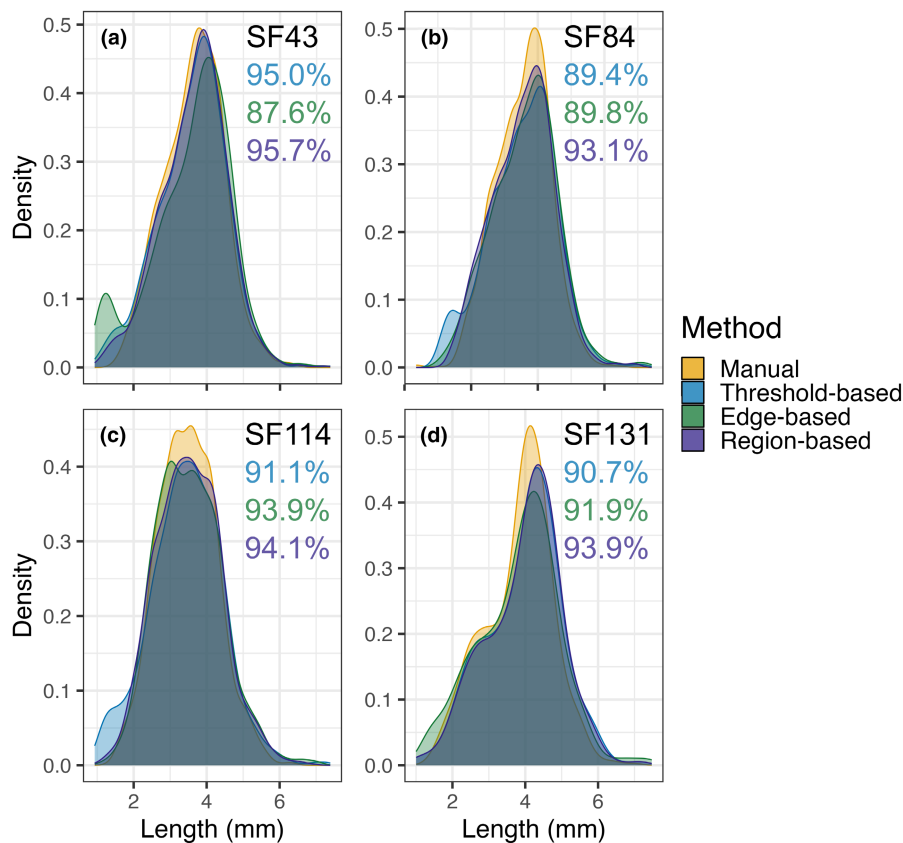 (a) SF43
95.0%
87.6%
95.7%
0.5
0.4
0.3
0.2
0.1
0.0
Density
(b) SF84
89.4%
89.8%
93.1%
0.5
0.4
0.3
0.2
0.1
0.0
(c) SF114
91.1%
93.9%
94.1%
0.4
0.3
0.2
0.1
0.0
Density
2 4 6
Length (mm)
(d) SF131
90.7%
91.9%
93.9%
0.5
0.4
0.3
0.2
0.1
0.0
2 4 6
Length (mm)
Method
Manual
Threshold-based
Edge-based
Region-based